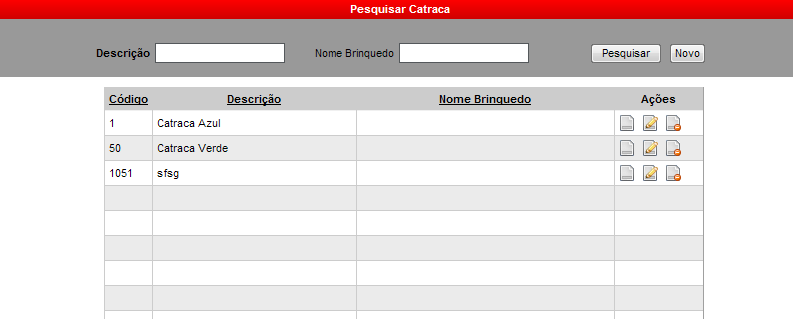 Pesquisar Catraca
Descrição Nome Brinquedo Pesquisar Novo
Código Descrição Nome Brinquedo Ações
1 Catraca Azul
50 Catraca Verde
1051 sfsg